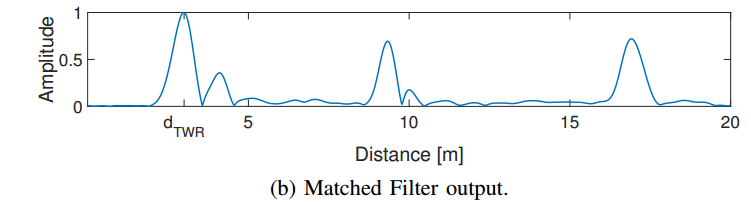 Amplitude
1
0.5
0
d_TWR 5 10 15 20
Distance [m]
(b) Matched Filter output.